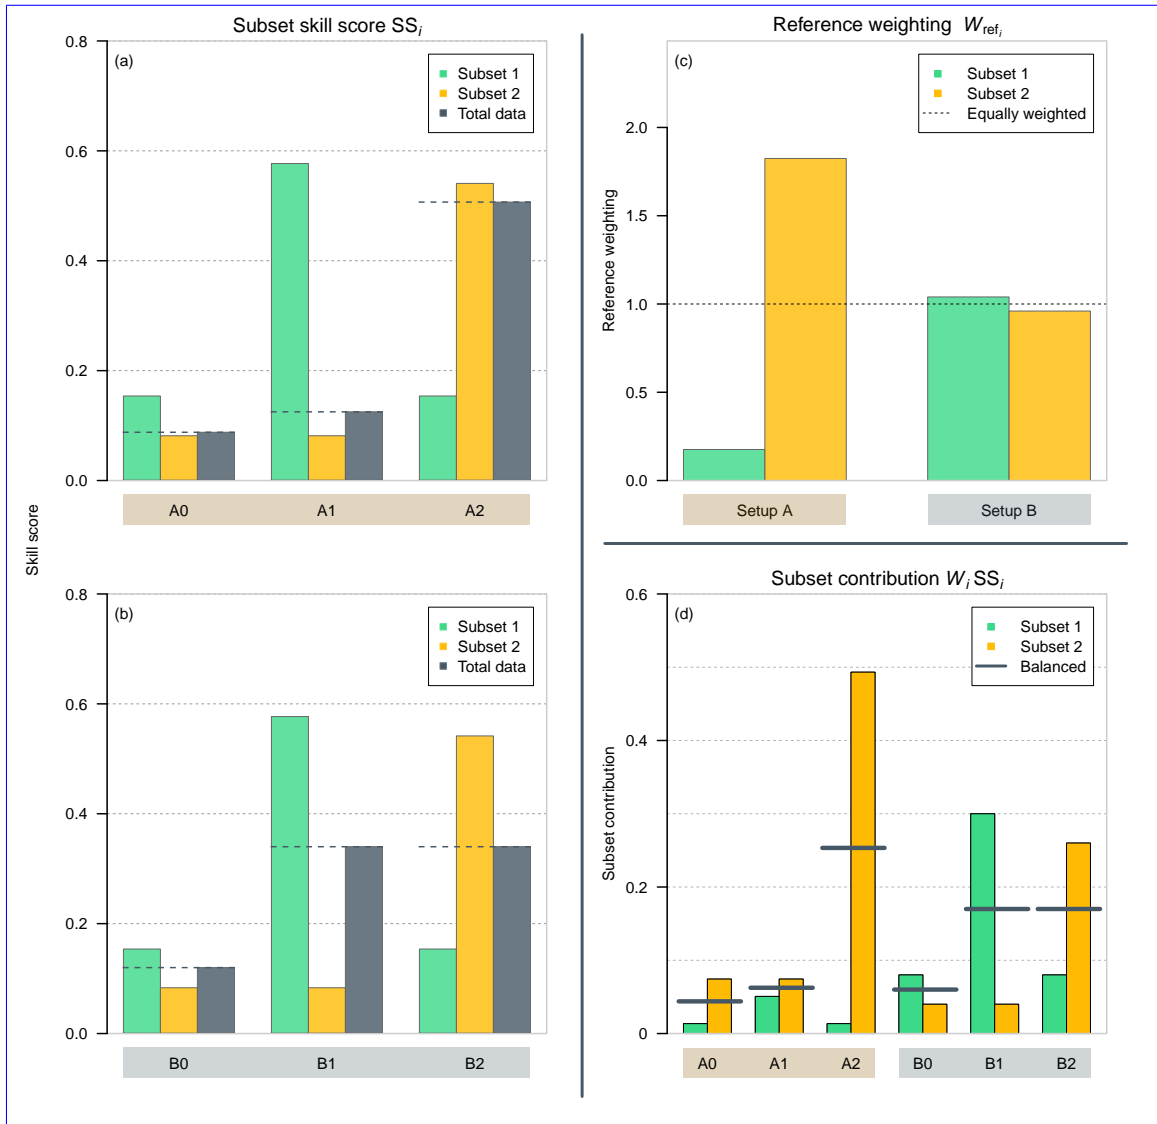 Subset skill score SSi
(a)
Subset 1
Subset 2
Total data
0.8
0.6
0.4
0.2
0.0
A0 A1 A2
Skill score
(b)
Subset 1
Subset 2
Total data
0.8
0.6
0.4
0.2
0.0
B0 B1 B2
Reference weighting Wrefi
(c)
Subset 1
Subset 2
Equally weighted
Reference weighting
2.0
1.5
1.0
0.5
0.0
Setup A Setup B
Subset contribution Wi SSi
(d)
Subset 1
Subset 2
Balanced
Subset contribution
0.6
0.4
0.2
0
A0 A1 A2 B0 B1 B2